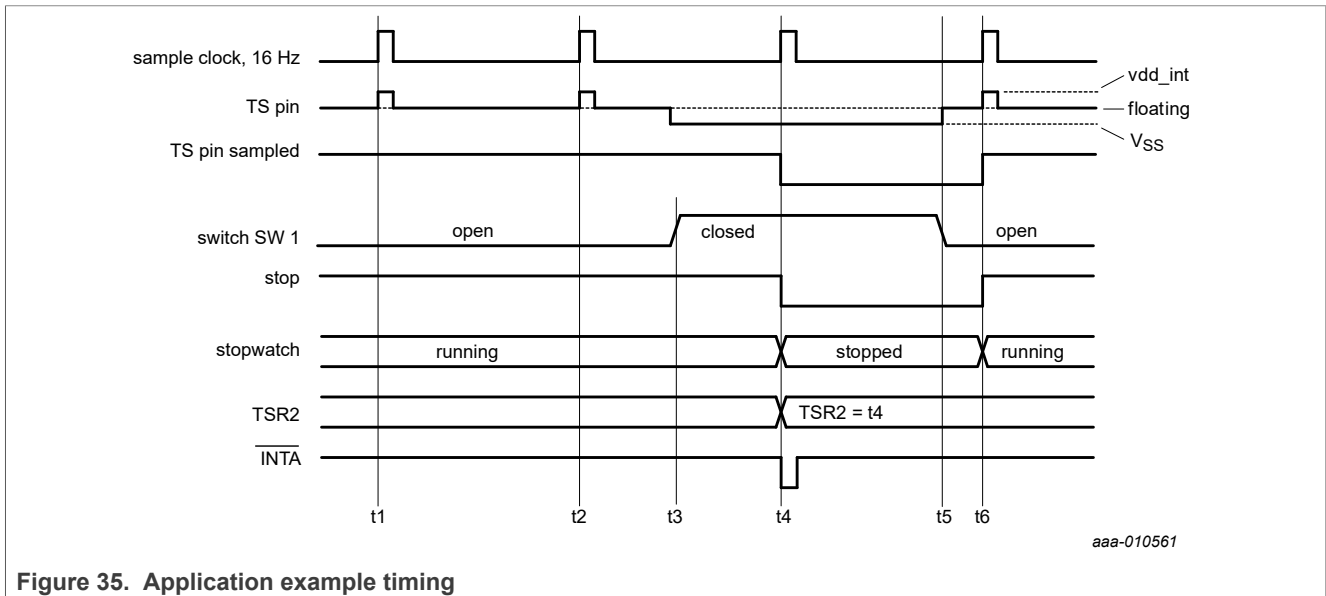 sample clock, 16 Hz
vdd_int
TS pin
floating
VSS
TS pin sampled
switch SW 1
open
closed
open
stop
stopwatch
running
stopped
running
TSR2
TSR2 = t4
INTA
t1
t2
t3
t4
t5
t6
aaa-010561
Figure 35. Application example timing